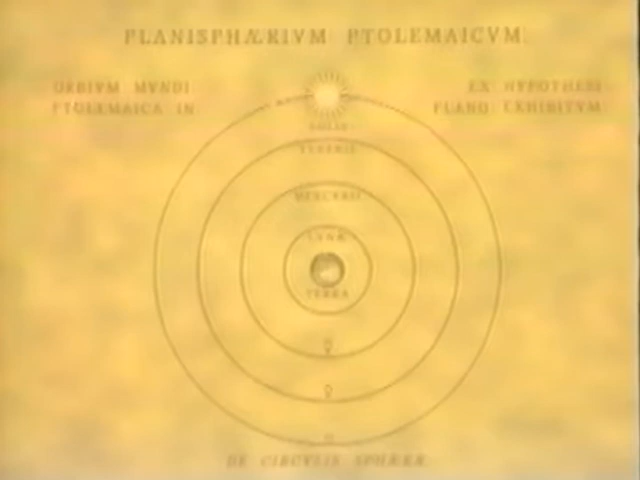 PLANISPHÆRIVM PTOLEMAICVM
ORBIVM MVNDI
EX HYPOTHESI
PTOLEMAICA IN
PLANO EXHIBITVM
SOLIS
VENERIS
MERCVRII
LVNÆ
TERRA
☿
♀
DE CIRCVLIS SPHÆRÆ